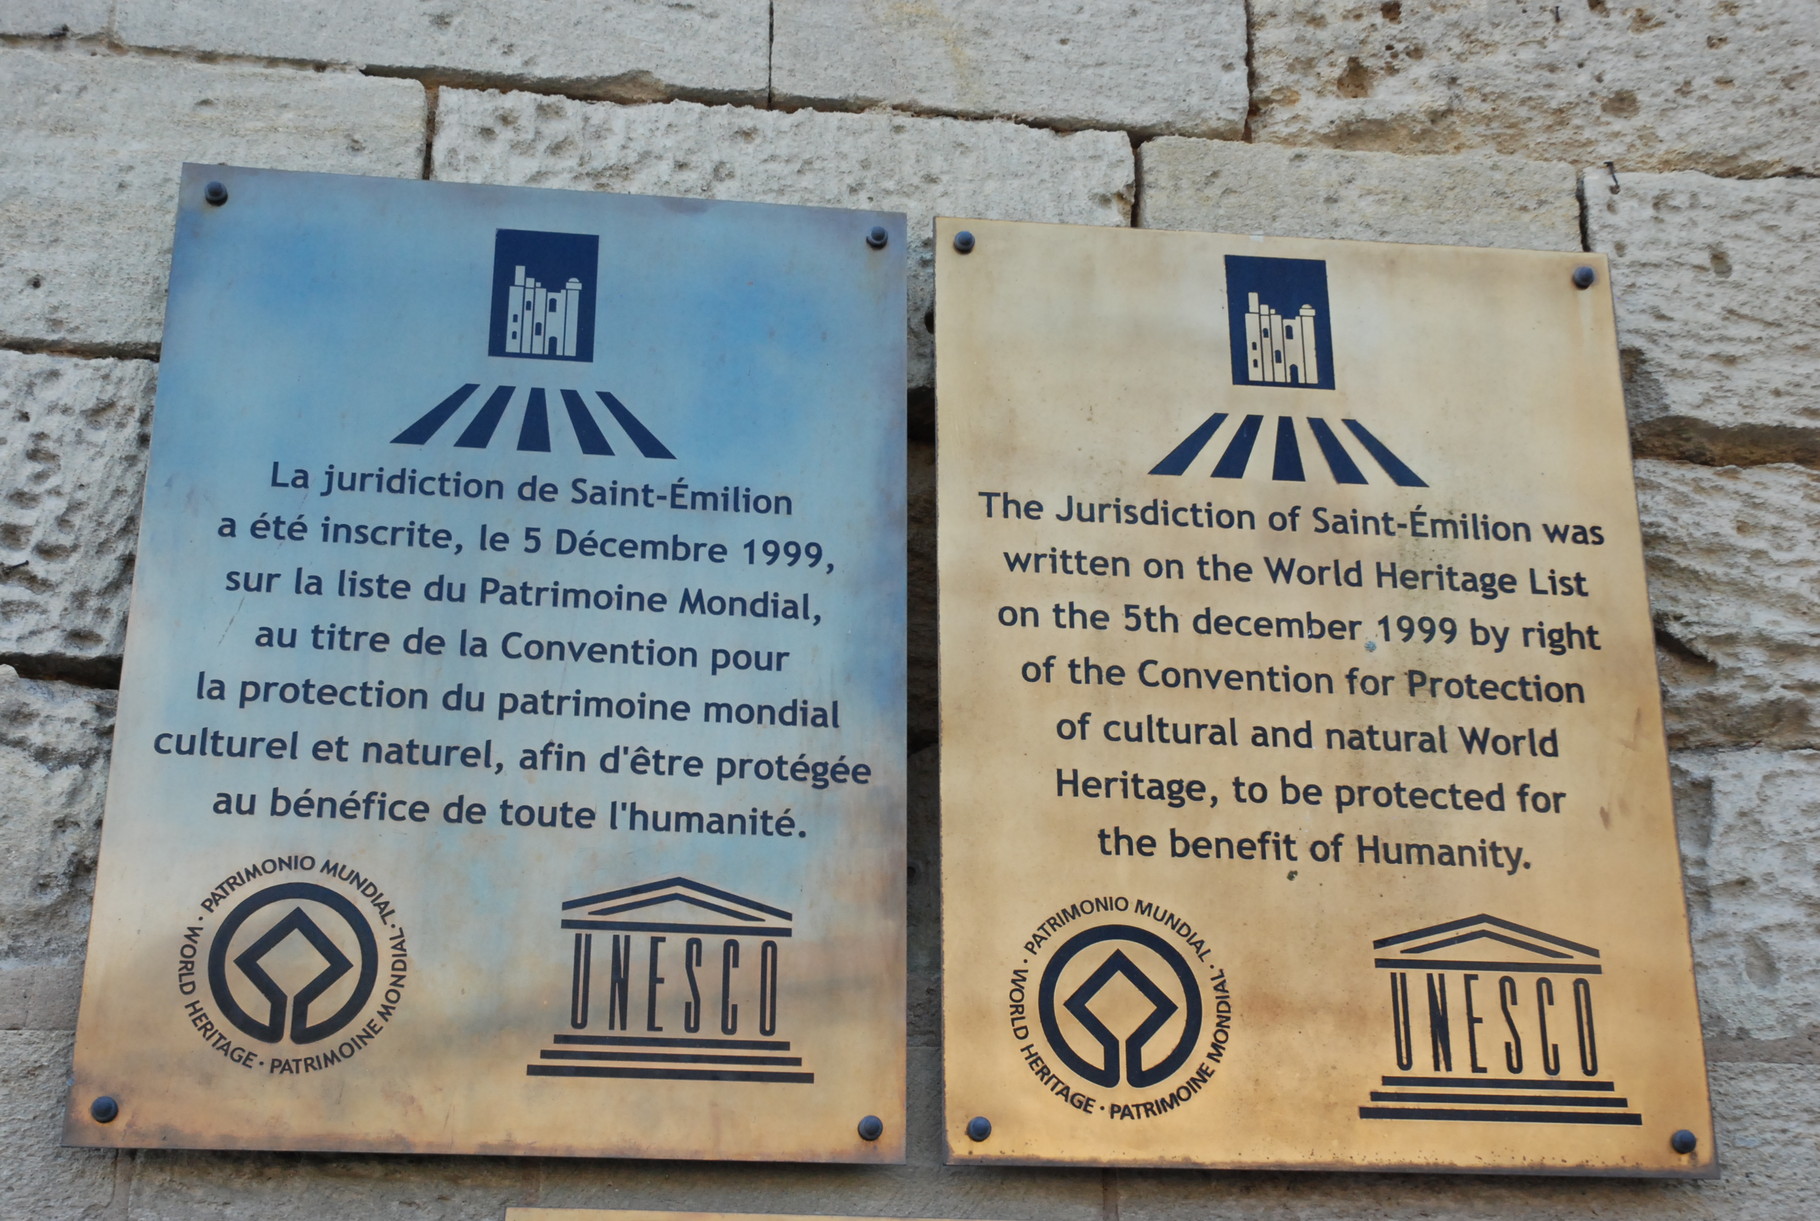 La juridiction de Saint-Émilion
a été inscrite, le 5 Décembre 1999,
sur la liste du Patrimoine Mondial,
au titre de la Convention pour
la protection du patrimoine mondial
culturel et naturel, afin d'être protégée
au bénéfice de toute l'humanité.
PATRIMONIO MUNDIAL · WORLD HERITAGE · PATRIMOINE MONDIAL ·
UNESCO
The Jurisdiction of Saint-Émilion was
written on the World Heritage List
on the 5th december 1999 by right
of the Convention for Protection
of cultural and natural World
Heritage, to be protected for
the benefit of Humanity.
PATRIMONIO MUNDIAL · WORLD HERITAGE · PATRIMOINE MONDIAL ·
UNESCO